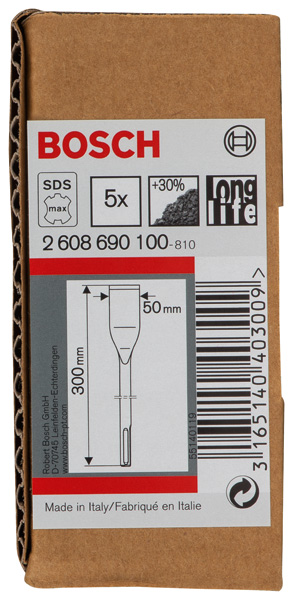 BOSCH
SDS
max
5x
+30%
long
life
2 608 690 100-810
50 mm
300 mm
Robert Bosch GmbH
D-70745 Leinfelden-Echterdingen
www.bosch-pt.com
55140119
3 165140 403009 >
Made in Italy/Fabriqué en Italie